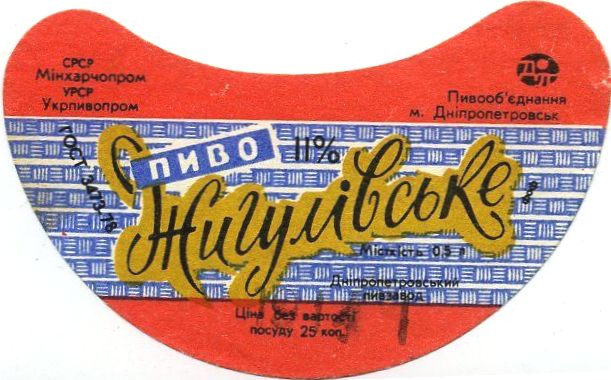 СРСР
Мінхарчопром
УРСР
Укрпивопром
Пивооб'єднання
м. Дніпропетровськ
ГОСТ 3473-78
ПИВО
11%
Жигулівське
Місткість 0,5 л
Дніпропетровський
пивзавод
Ціна без вартості
посуду 25 коп.